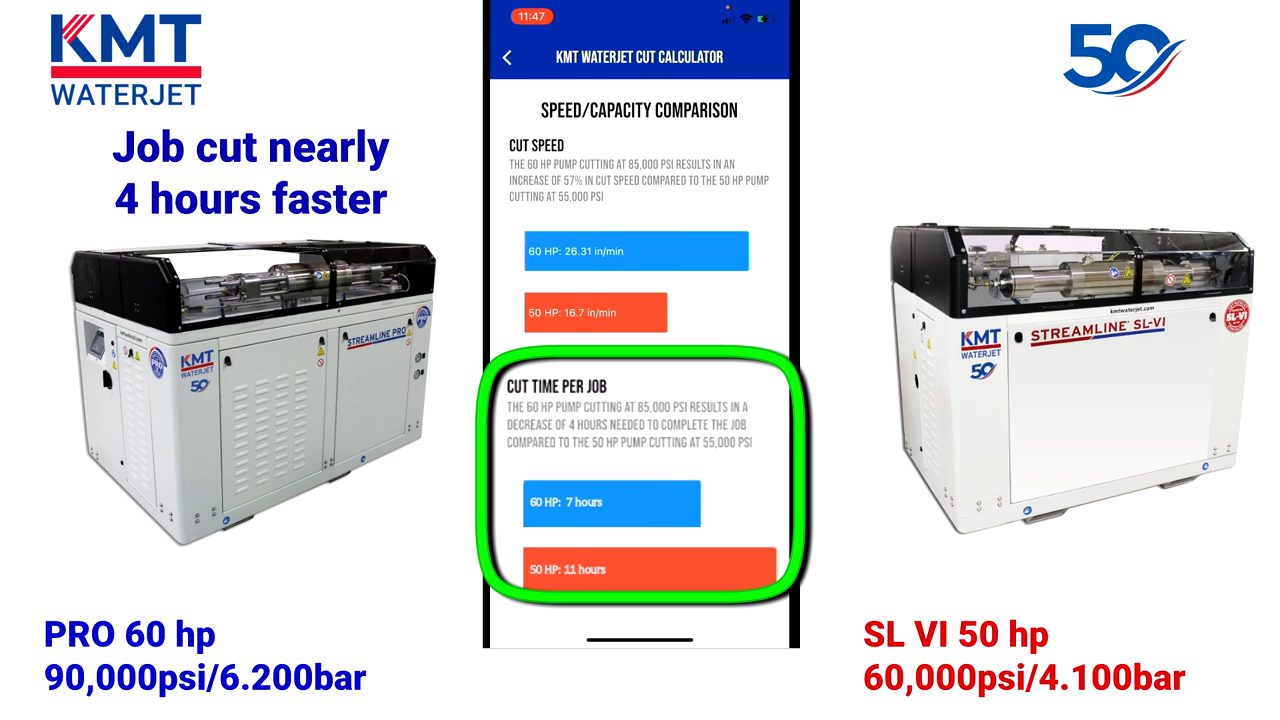 KMT
WATERJET
Job cut nearly
4 hours faster
kmtwaterjet.com
STREAMLINE PRO
PRO
KMT
WATERJET
50
PRO 60 hp
90,000psi/6.200bar
11:47
KMT WATERJET CUT CALCULATOR
SPEED/CAPACITY COMPARISON
CUT SPEED
THE 60 HP PUMP CUTTING AT 85,000 PSI RESULTS IN AN
INCREASE OF 57% IN CUT SPEED COMPARED TO THE 50 HP PUMP
CUTTING AT 55,000 PSI
60 HP: 26.31 in/min
50 HP: 16.7 in/min
CUT TIME PER JOB
THE 60 HP PUMP CUTTING AT 85,000 PSI RESULTS IN A
DECREASE OF 4 HOURS NEEDED TO COMPLETE THE JOB
COMPARED TO THE 50 HP PUMP CUTTING AT 55,000 PSI
60 HP: 7 hours
50 HP: 11 hours
50
kmtwaterjet.com
STREAMLINE™ SL-VI
SL-VI
KMT
WATERJET
50
SL VI 50 hp
60,000psi/4.100bar